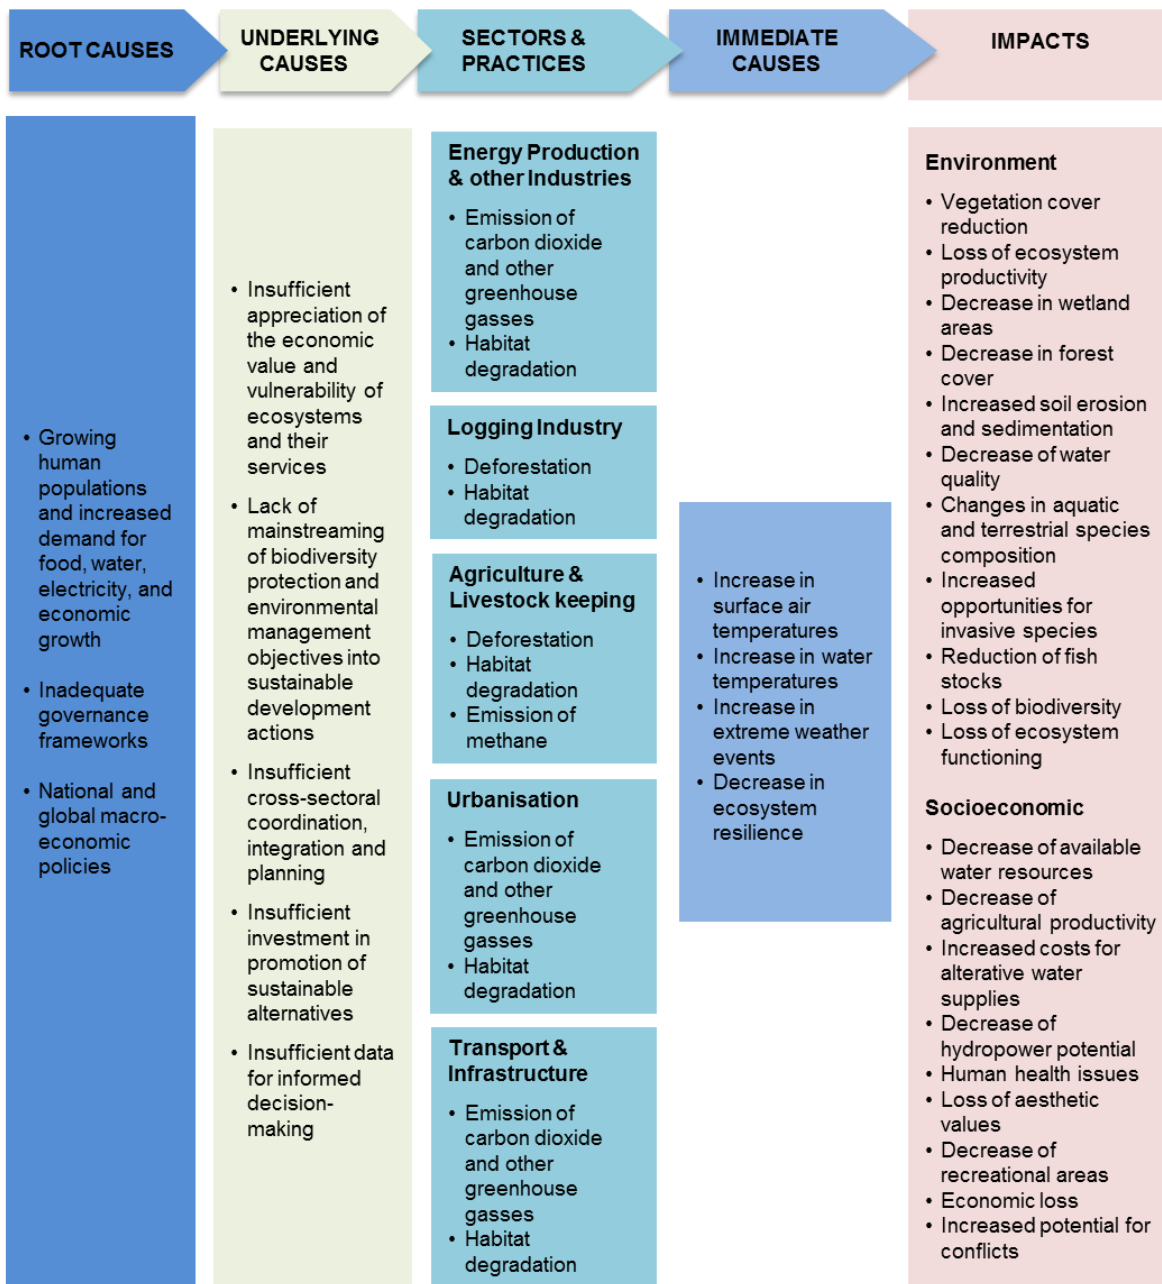 ROOT CAUSES
UNDERLYING
CAUSES
SECTORS &
PRACTICES
IMMEDIATE
CAUSES
IMPACTS
• Growing
human
populations
and increased
demand for
food, water,
electricity, and
economic
growth
• Inadequate
governance
frameworks
• National and
global macro-
economic
policies
• Insufficient
appreciation of
the economic
value and
vulnerability of
ecosystems
and their
services
• Lack of
mainstreaming
of biodiversity
protection and
environmental
management
objectives into
sustainable
development
actions
• Insufficient
cross-sectoral
coordination,
integration and
planning
• Insufficient
investment in
promotion of
sustainable
alternatives
• Insufficient data
for informed
decision-
making
Energy Production
& other Industries
• Emission of
carbon dioxide
and other
greenhouse
gasses
• Habitat
degradation
Logging Industry
• Deforestation
• Habitat
degradation
Agriculture &
Livestock keeping
• Deforestation
• Habitat
degradation
• Emission of
methane
Urbanisation
• Emission of
carbon dioxide
and other
greenhouse
gasses
• Habitat
degradation
Transport &
Infrastructure
• Emission of
carbon dioxide
and other
greenhouse
gasses
• Habitat
degradation
• Increase in
surface air
temperatures
• Increase in water
temperatures
• Increase in
extreme weather
events
• Decrease in
ecosystem
resilience
Environment
• Vegetation cover
reduction
• Loss of ecosystem
productivity
• Decrease in wetland
areas
• Decrease in forest
cover
• Increased soil erosion
and sedimentation
• Decrease of water
quality
• Changes in aquatic
and terrestrial species
composition
• Increased
opportunities for
invasive species
• Reduction of fish
stocks
• Loss of biodiversity
• Loss of ecosystem
functioning
Socioeconomic
• Decrease of available
water resources
• Decrease of
agricultural productivity
• Increased costs for
alterative water
supplies
• Decrease of
hydropower potential
• Human health issues
• Loss of aesthetic
values
• Decrease of
recreational areas
• Economic loss
• Increased potential for
conflicts